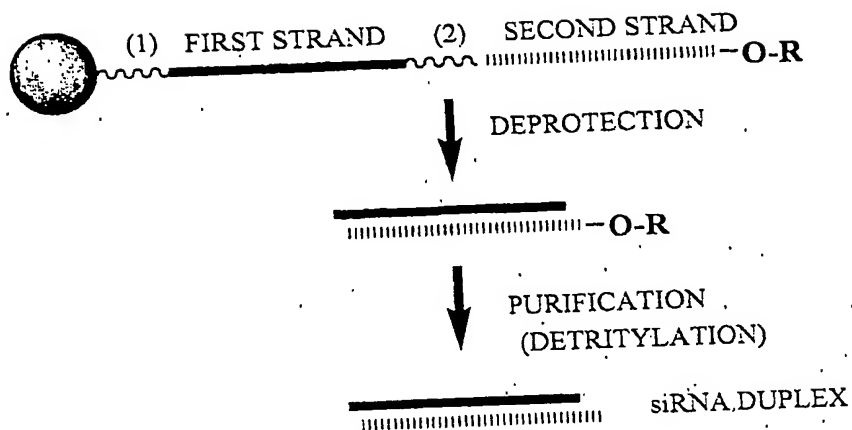 (1) FIRST STRAND (2) SECOND STRAND
O-R
DEPROTECTION
O-R
PURIFICATION
(DETRITYLATION)
siRNA DUPLEX